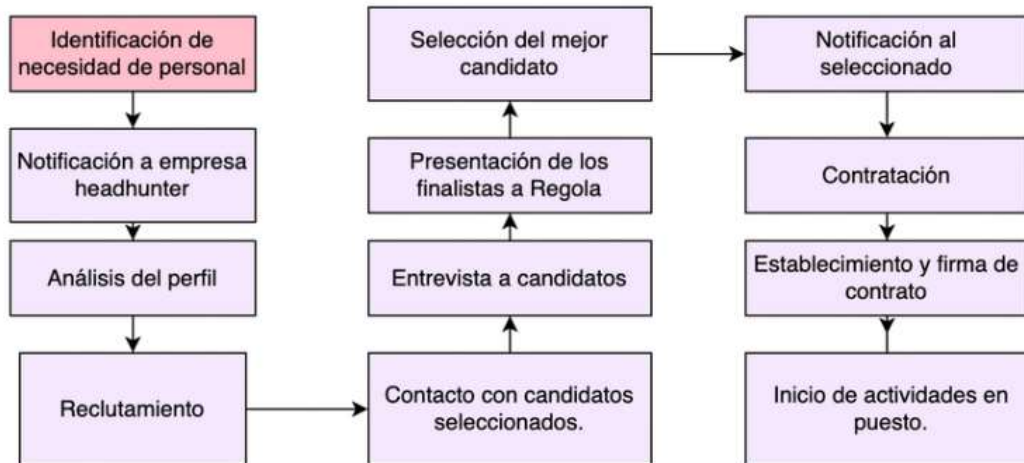 Identificación de
necesidad de personal
Notificación a empresa
headhunter
Análisis del perfil
Reclutamiento
Contacto con candidatos
seleccionados.
Entrevista a candidatos
Presentación de los
finalistas a Regola
Selección del mejor
candidato
Notificación al
seleccionado
Contratación
Establecimiento y firma de
contrato
Inicio de actividades en
puesto.